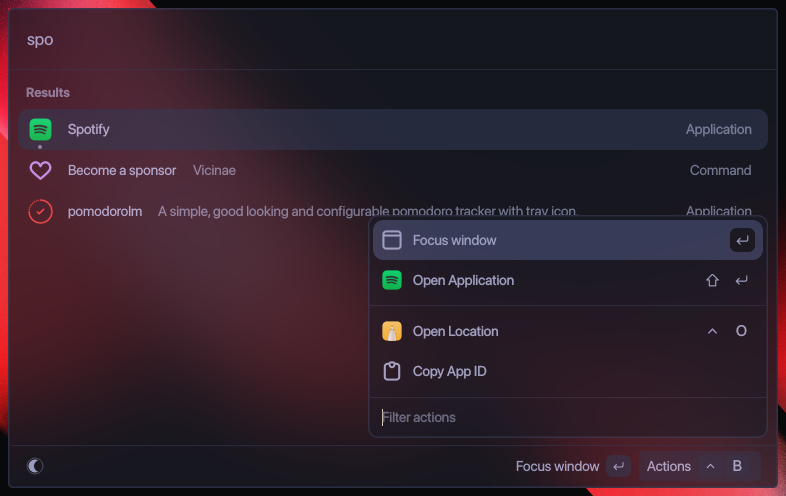 spo
Results
Spotify Application
Become a sponsor Vicinae Command
pomodorolm A simple, good looking and configurable pomodoro tracker with tray icon. Application
Focus window
Open Application
Open Location O
Copy App ID
Filter actions
Focus window Actions B